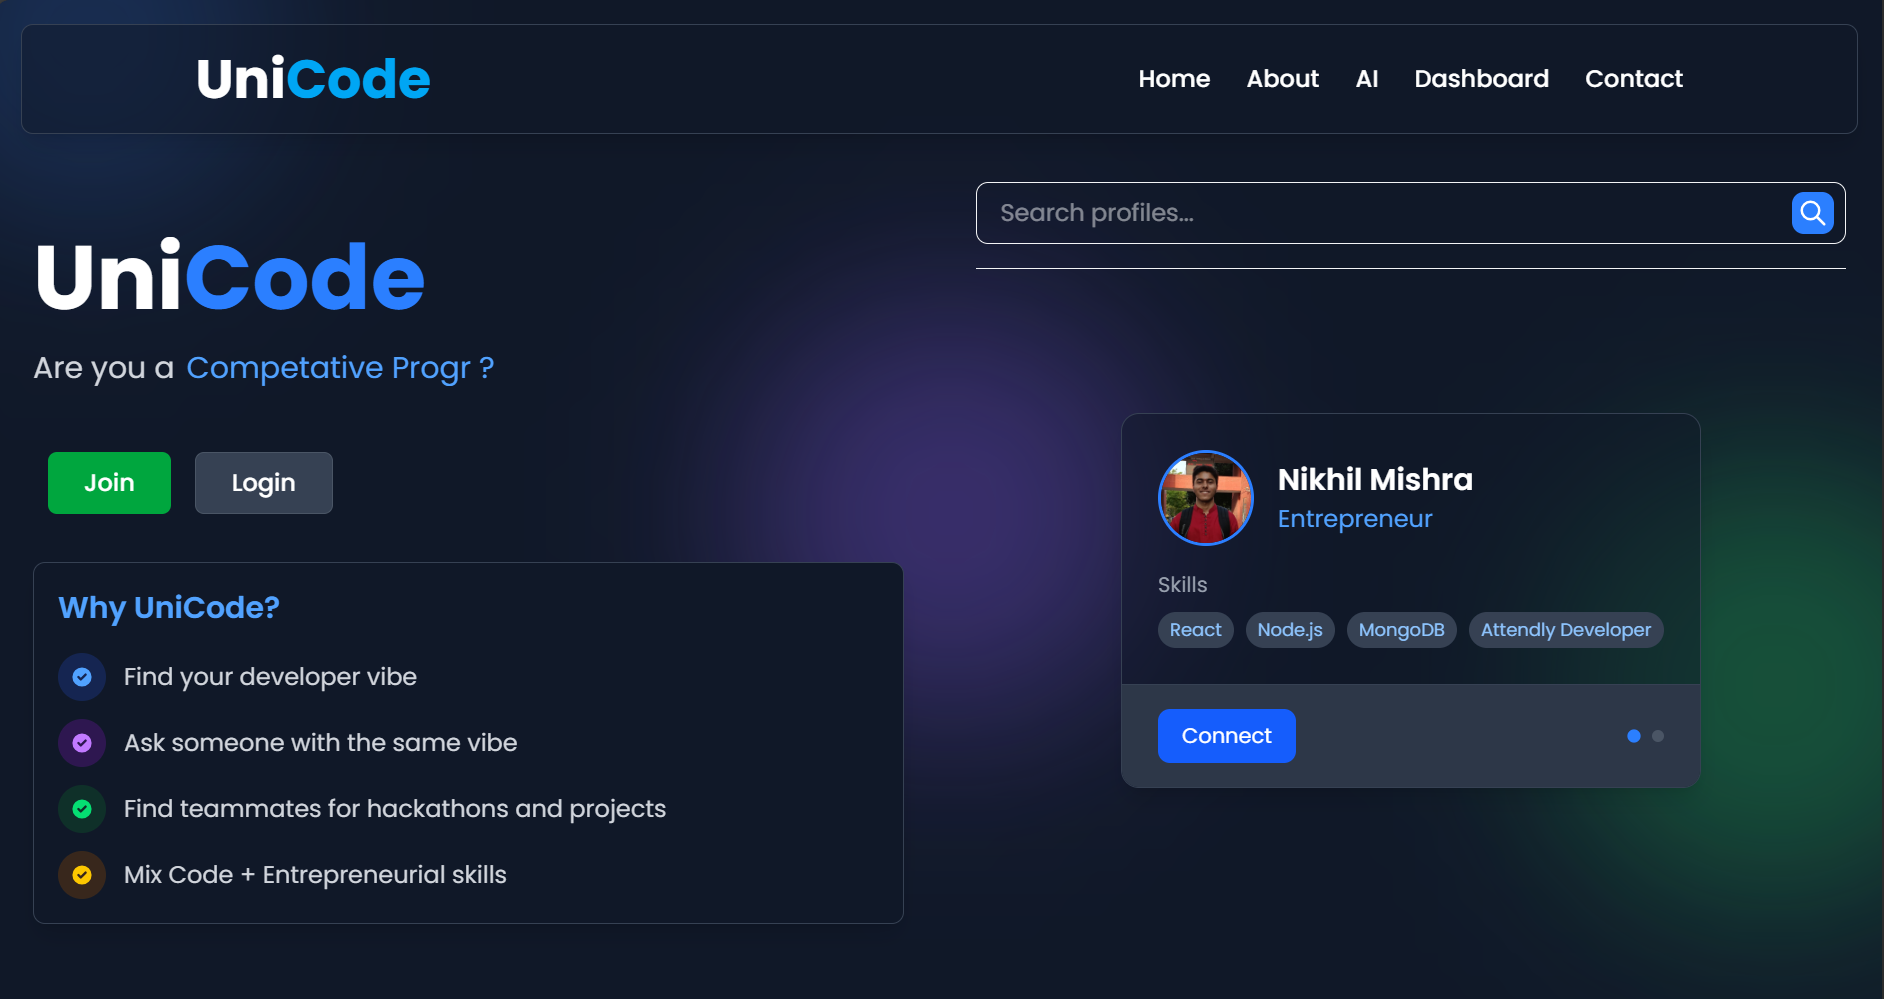 UniCode
Home About AI Dashboard Contact
Search profiles...
UniCode
Are you a Competative Progr ?
Join Login
Why UniCode?
Find your developer vibe
Ask someone with the same vibe
Find teammates for hackathons and projects
Mix Code + Entrepreneurial skills
Nikhil Mishra
Entrepreneur
Skills
React Node.js MongoDB Attendly Developer
Connect